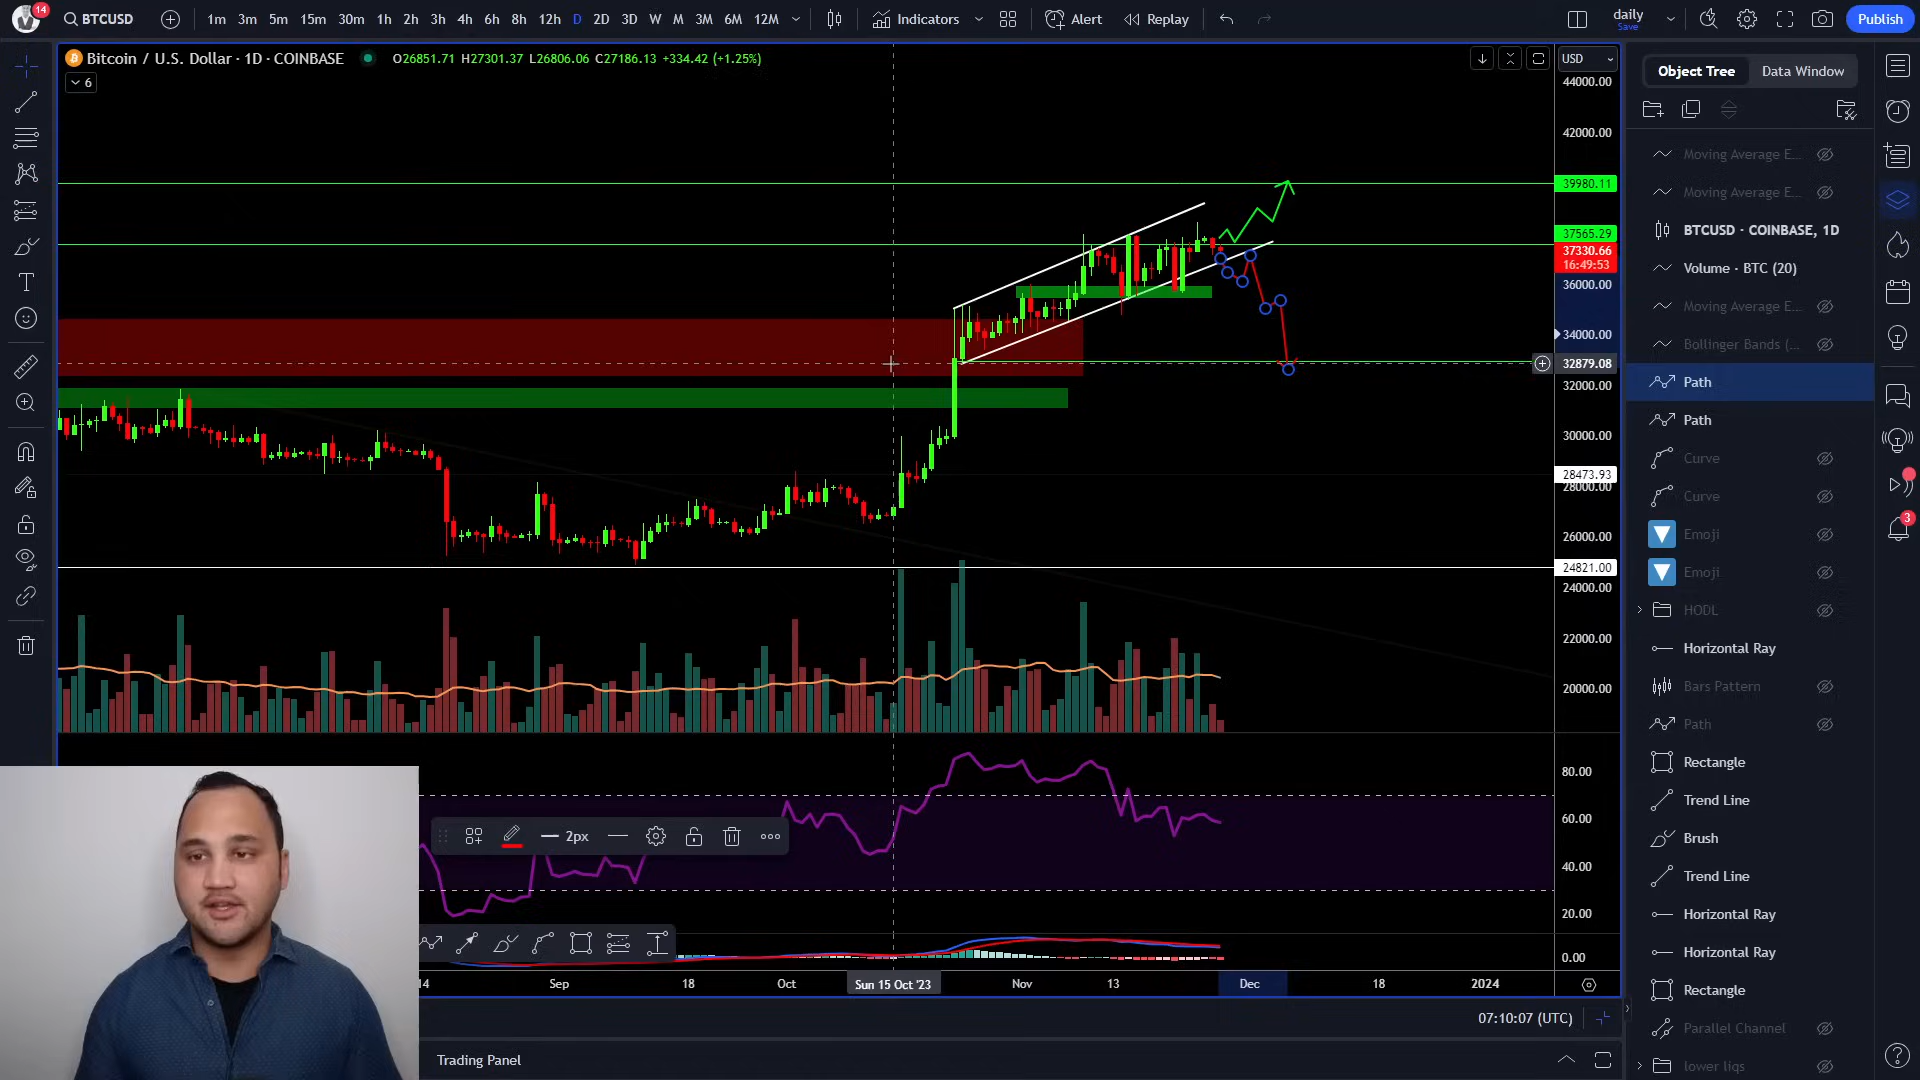 14
BTCUSD
1m 3m 5m 15m 30m 1h 2h 3h 4h 6h 8h 12h D 2D 3D W M 3M 6M 12M
Indicators
Alert
Replay
daily
Save
Publish
Bitcoin / U.S. Dollar · 1D · COINBASE
O26851.71 H27301.37 L26806.06 C27186.13 +334.42 (+1.25%)
6
USD
44000.00
42000.00
39980.11
37565.29
37330.66
16:49:53
36000.00
34000.00
32879.08
32000.00
30000.00
28473.93
28000.00
26000.00
24821.00
24000.00
22000.00
20000.00
80.00
60.00
40.00
20.00
0.00
2px
14
Sep
18
Oct
Sun 15 Oct '23
Nov
13
Dec
18
2024
07:10:07 (UTC)
Trading Panel
Object Tree
Data Window
Moving Average E...
Moving Average E...
BTCUSD · COINBASE, 1D
Volume · BTC (20)
Moving Average E...
Bollinger Bands (...
Path
Path
Curve
Curve
Emoji
Emoji
HODL
Horizontal Ray
Bars Pattern
Path
Rectangle
Trend Line
Brush
Trend Line
Horizontal Ray
Horizontal Ray
Rectangle
Parallel Channel
lower liqs
3